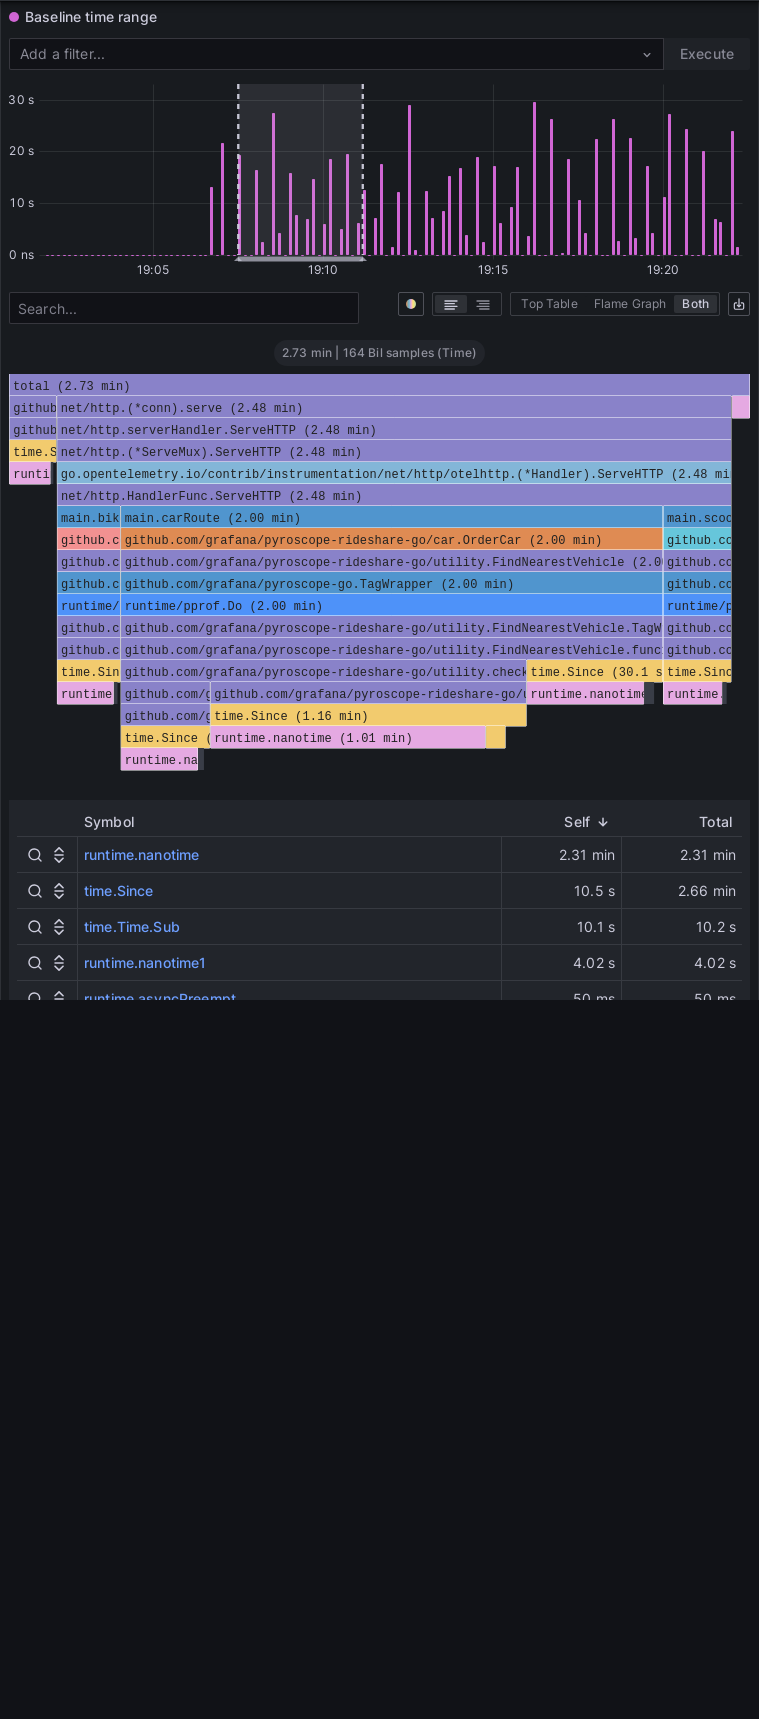 Baseline time range
Add a filter...
Execute
30 s
20 s
10 s
0 ns
19:05 19:10 19:15 19:20
Search...
Top Table Flame Graph Both
2.73 min | 164 Bil samples (Time)
total (2.73 min)
github net/http.(*conn).serve (2.48 min)
github net/http.serverHandler.ServeHTTP (2.48 min)
time.S net/http.(*ServeMux).ServeHTTP (2.48 min)
runti go.opentelemetry.io/contrib/instrumentation/net/http/otelhttp.(*Handler).ServeHTTP (2.48 mi
net/http.HandlerFunc.ServeHTTP (2.48 min)
main.bik main.carRoute (2.00 min) main.scoo
github.c github.com/grafana/pyroscope-rideshare-go/car.OrderCar (2.00 min) github.co
github.c github.com/grafana/pyroscope-rideshare-go/utility.FindNearestVehicle (2.0 github.co
github.c github.com/grafana/pyroscope-go.TagWrapper (2.00 min) github.co
runtime/ runtime/pprof.Do (2.00 min) runtime/p
github.c github.com/grafana/pyroscope-rideshare-go/utility.FindNearestVehicle.TagW github.co
github.c github.com/grafana/pyroscope-rideshare-go/utility.FindNearestVehicle.func github.co
time.Sin github.com/grafana/pyroscope-rideshare-go/utility.check time.Since (30.1 s time.Sinc
runtime github.com/g github.com/grafana/pyroscope-rideshare-go/u runtime.nanotime runtime.
github.com/g time.Since (1.16 min)
time.Since ( runtime.nanotime (1.01 min)
runtime.na
Symbol Self Total
runtime.nanotime 2.31 min 2.31 min
time.Since 10.5 s 2.66 min
time.Time.Sub 10.1 s 10.2 s
runtime.nanotime1 4.02 s 4.02 s
runtime.asyncPreempt 50 ms 50 ms